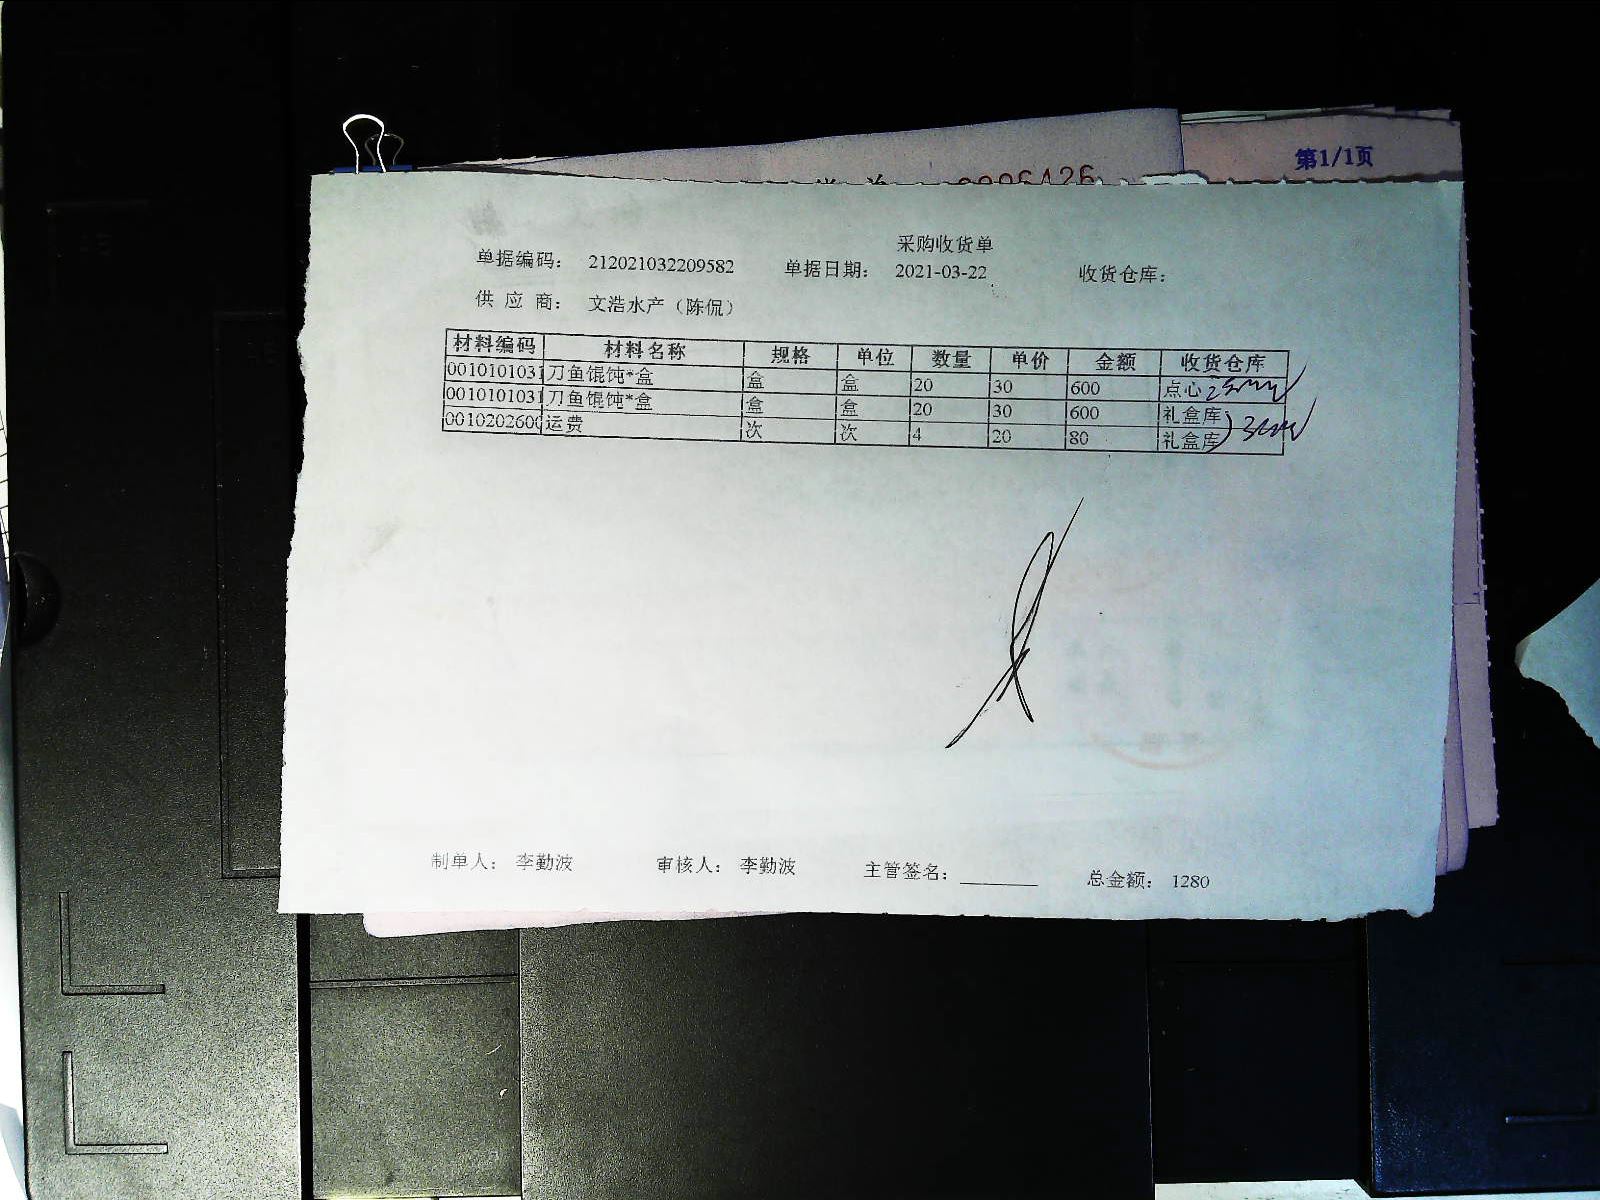 第1/1页
采购收货单
单据编码： 212021032209582 单据日期： 2021-03-22 收货仓库：
供 应 商： 文浩水产（陈侃）
材料编码 材料名称 规格 单位 数量 单价 金额 收货仓库
0010101031 刀鱼馄饨*盒 盒 盒 20 30 600 点心
0010101031 刀鱼馄饨*盒 盒 盒 20 30 600 礼盒库
0010202600 运费 次 次 4 20 80 礼盒库
制单人： 李勤波 审核人： 李勤波 主管签名： 总金额： 1280